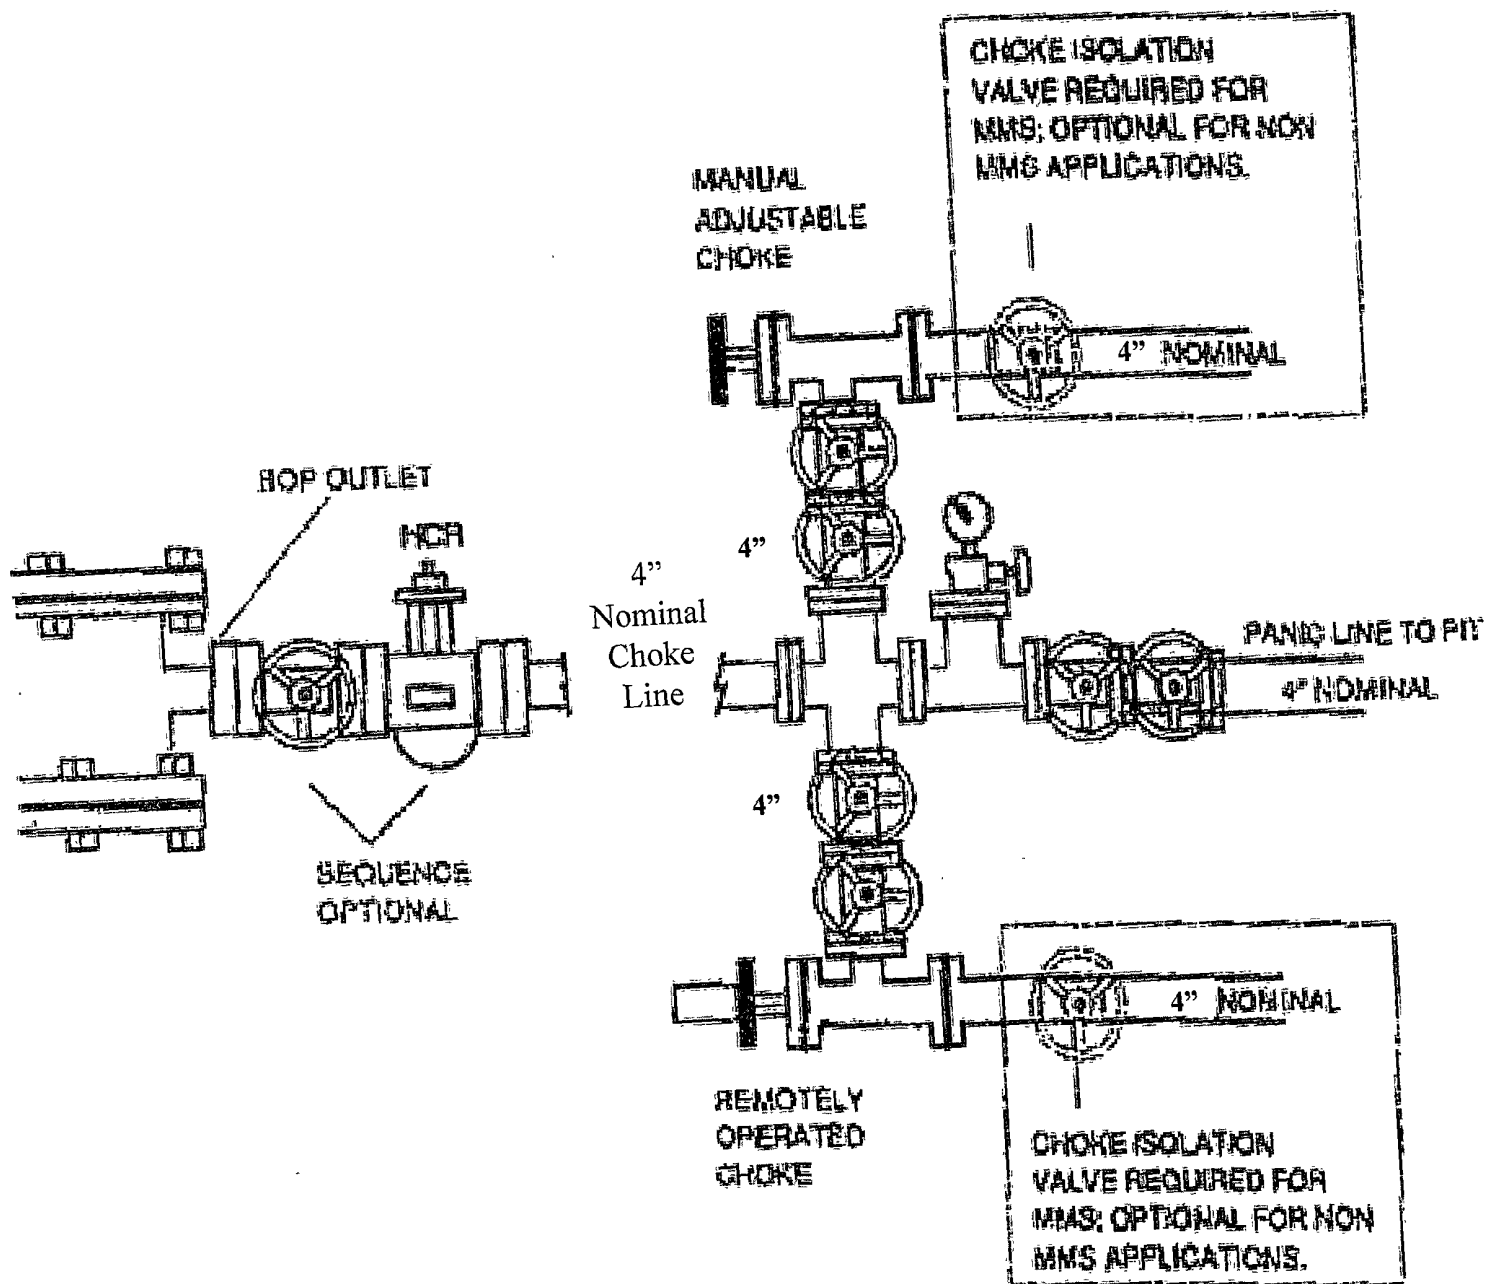 CHOKE ISOLATION
VALVE REQUIRED FOR
MMS; OPTIONAL FOR NON
MMS APPLICATIONS.
MANUAL
ADJUSTABLE
CHOKE
4" NOMINAL
BOP OUTLET
HCR
4"
4"
Nominal
Choke
Line
PANIC LINE TO PIT
4" NOMINAL
4"
SEQUENCE
OPTIONAL
4" NOMINAL
REMOTELY
OPERATED
CHOKE
CHOKE ISOLATION
VALVE REQUIRED FOR
MMS; OPTIONAL FOR NON
MMS APPLICATIONS.